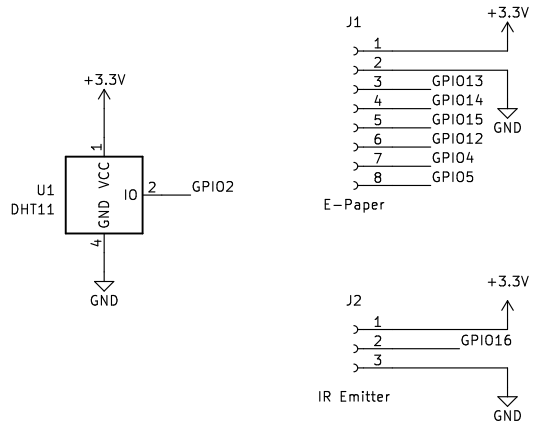 +3.3V
1
VCC
U1
DHT11
GND
IO
2
GPIO2
4
GND
J1
+3.3V
1
2
3 GPIO13
4 GPIO14
5 GPIO15
GND
6 GPIO12
7 GPIO4
8 GPIO5
E-Paper
J2
+3.3V
1
2 GPIO16
3
IR Emitter
GND